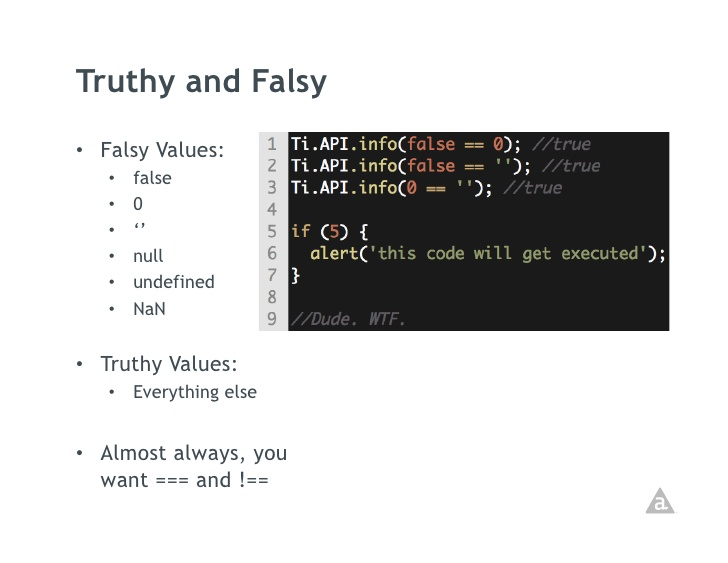 Truthy and Falsy
• Falsy Values:
• false
• 0
• ‘’
• null
• undefined
• NaN
• Truthy Values:
• Everything else
• Almost always, you
want === and !==
1 Ti.API.info(false == 0); //true
2 Ti.API.info(false == ''); //true
3 Ti.API.info(0 == ''); //true
4
5 if (5) {
6   alert('this code will get executed');
7 }
8
9 //Dude. WTF.
a